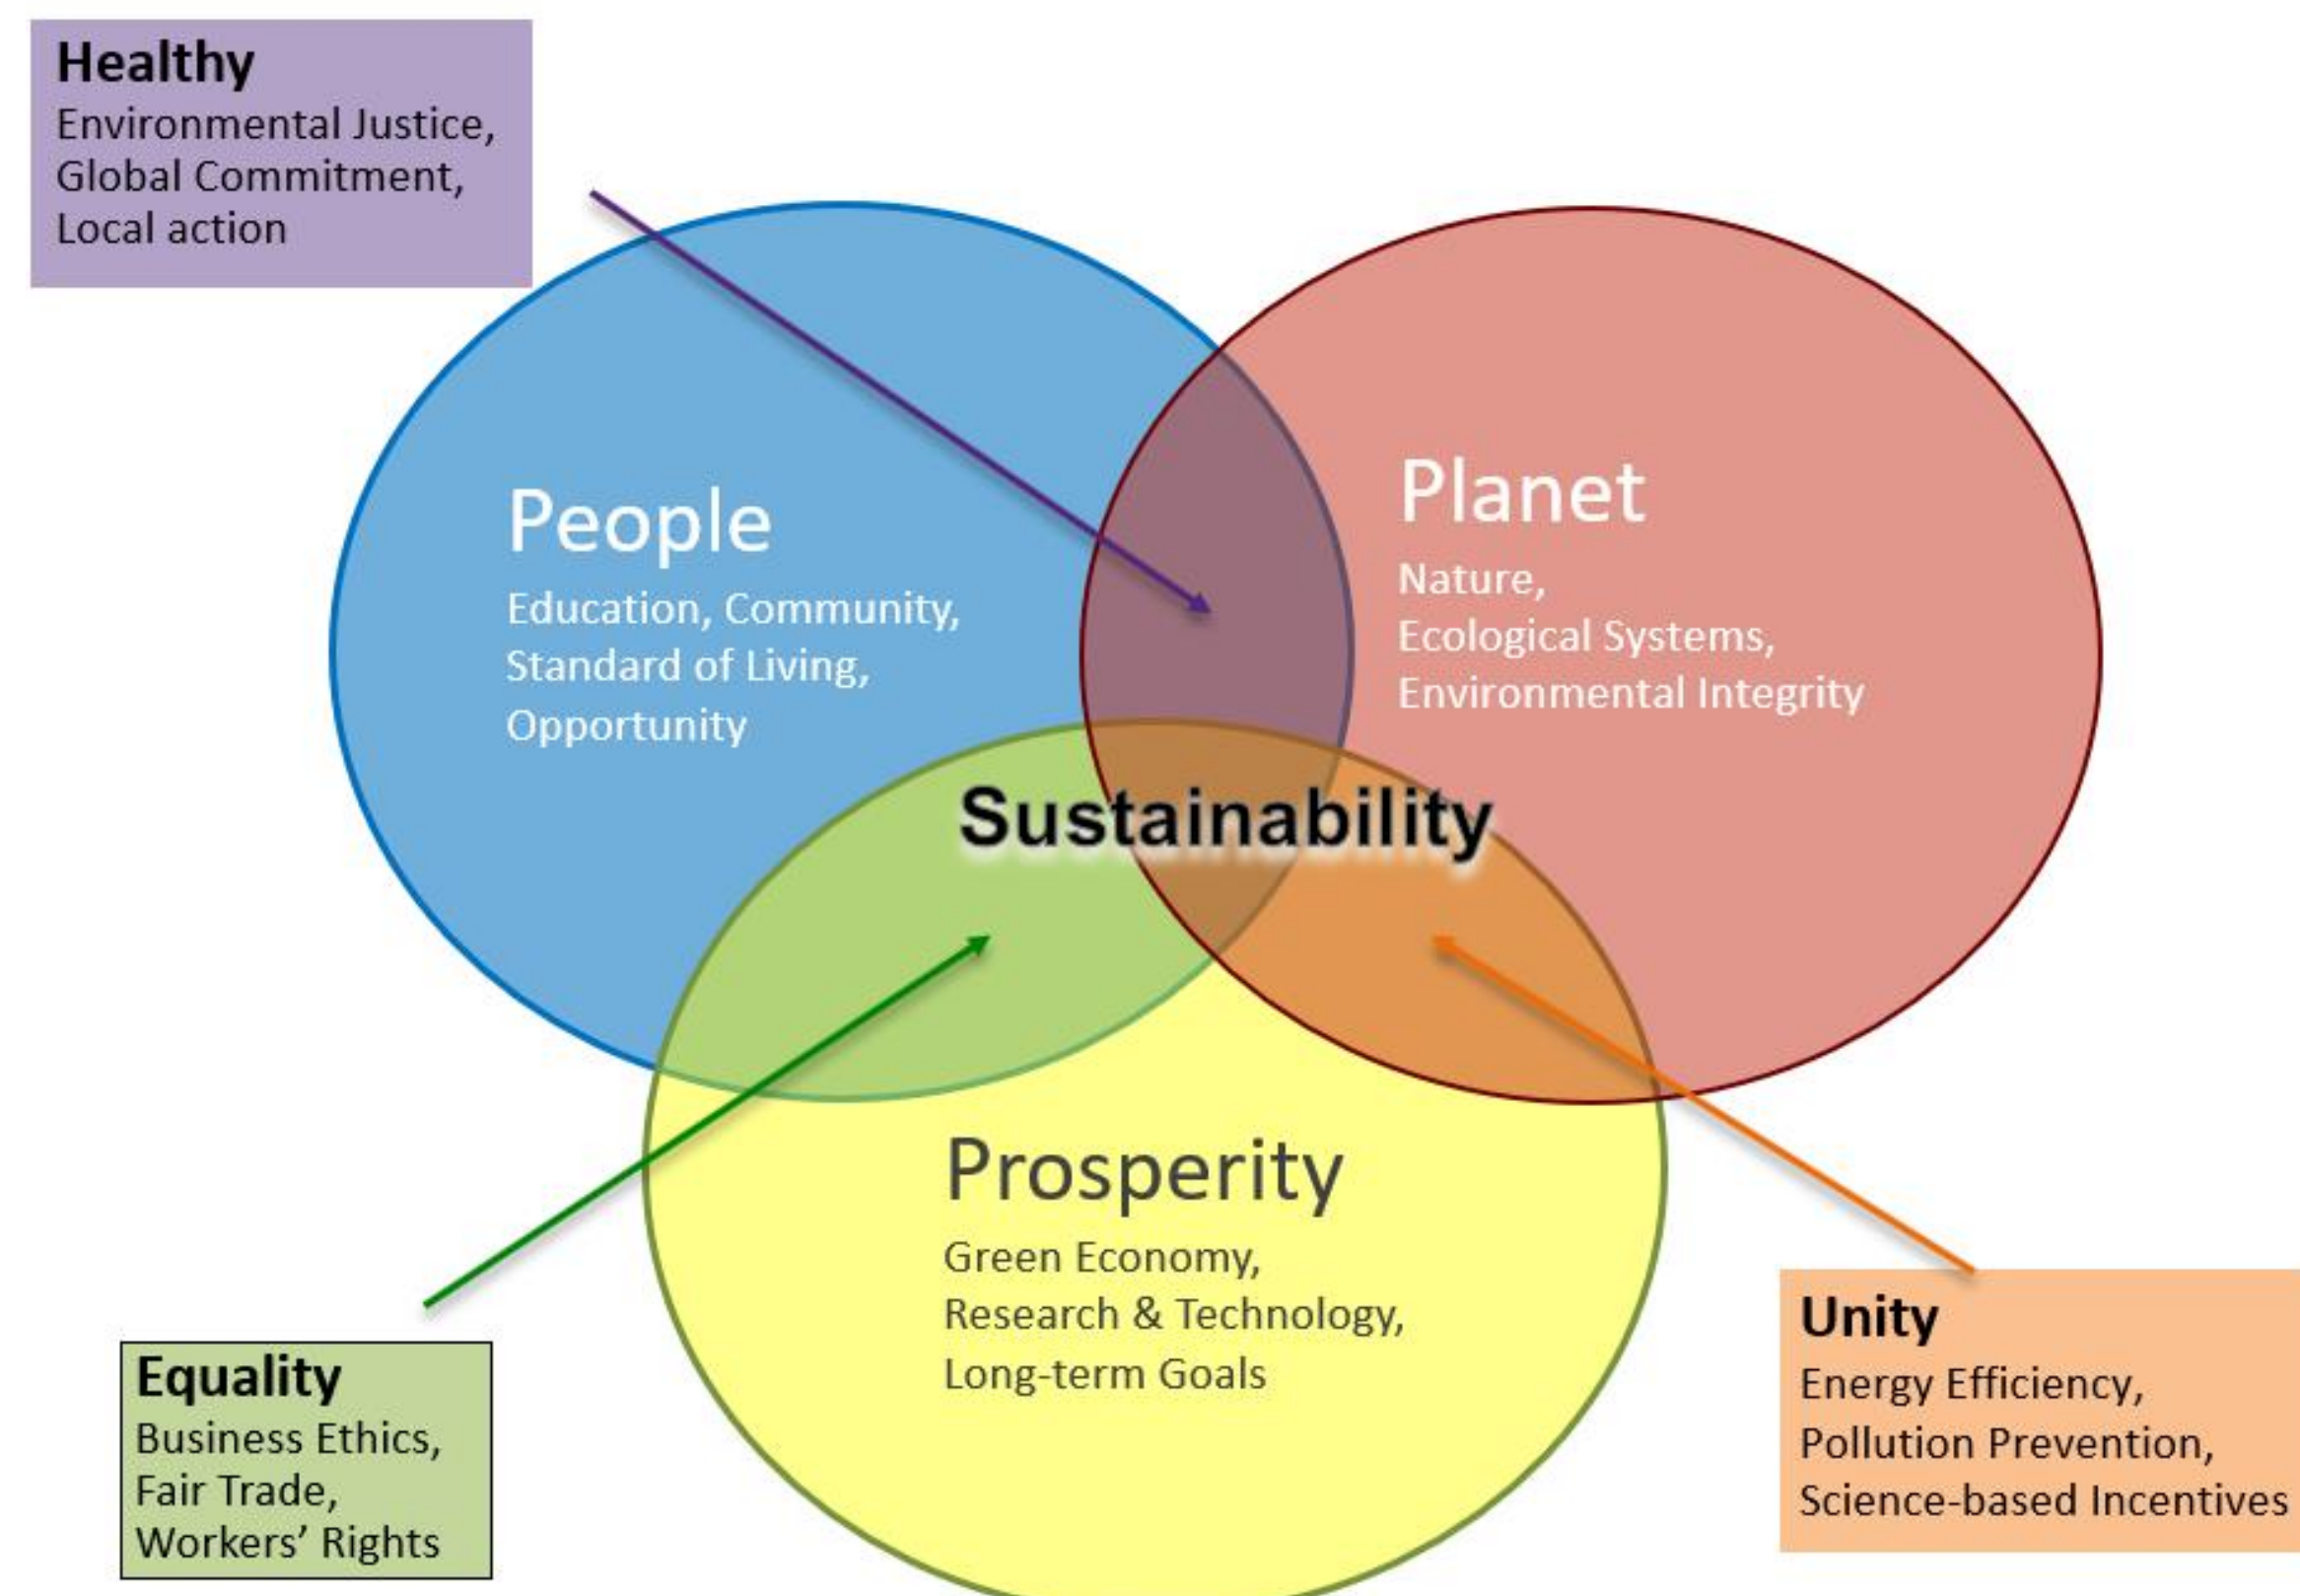 Healthy
Environmental Justice,
Global Commitment,
Local action
People
Education, Community,
Standard of Living,
Opportunity
Planet
Nature,
Ecological Systems,
Environmental Integrity
Sustainability
Prosperity
Green Economy,
Research & Technology,
Long-term Goals
Equality
Business Ethics,
Fair Trade,
Workers’ Rights
Unity
Energy Efficiency,
Pollution Prevention,
Science-based Incentives